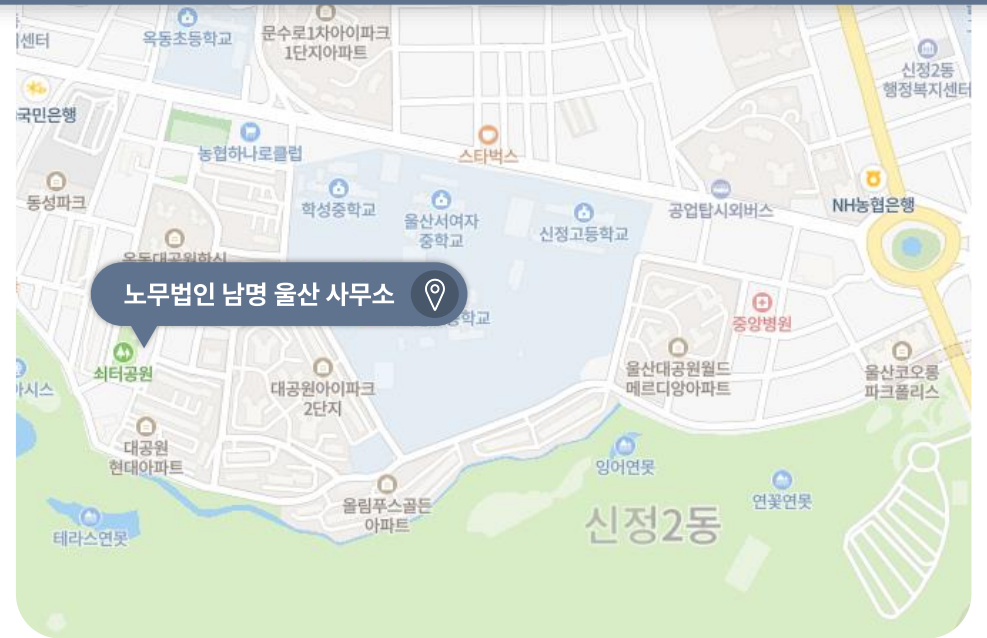 옥동초등학교
문수로1차아이파크
1단지아파트
센터
신정2동
행정복지센터
국민은행
농협하나로클럽
스타벅스
동성파크
학성중학교
울산서여자
중학교
신정고등학교
공업탑시외버스
NH농협은행
옥동대공원한신
노무법인 남명 울산 사무소
학교
중앙병원
쇠터공원
울산대공원월드
메르디앙아파트
울산코오롱
파크폴리스
아시스
대공원아이파크
2단지
대공원
현대아파트
잉어연못
연꽃연못
올림푸스골든
아파트
신정2동
테라스연못